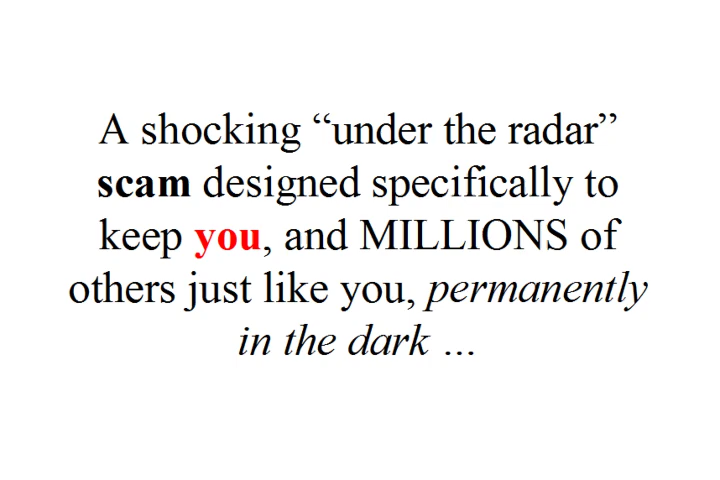 A shocking “under the radar”
scam designed specifically to
keep you, and MILLIONS of
others just like you, permanently
in the dark ...